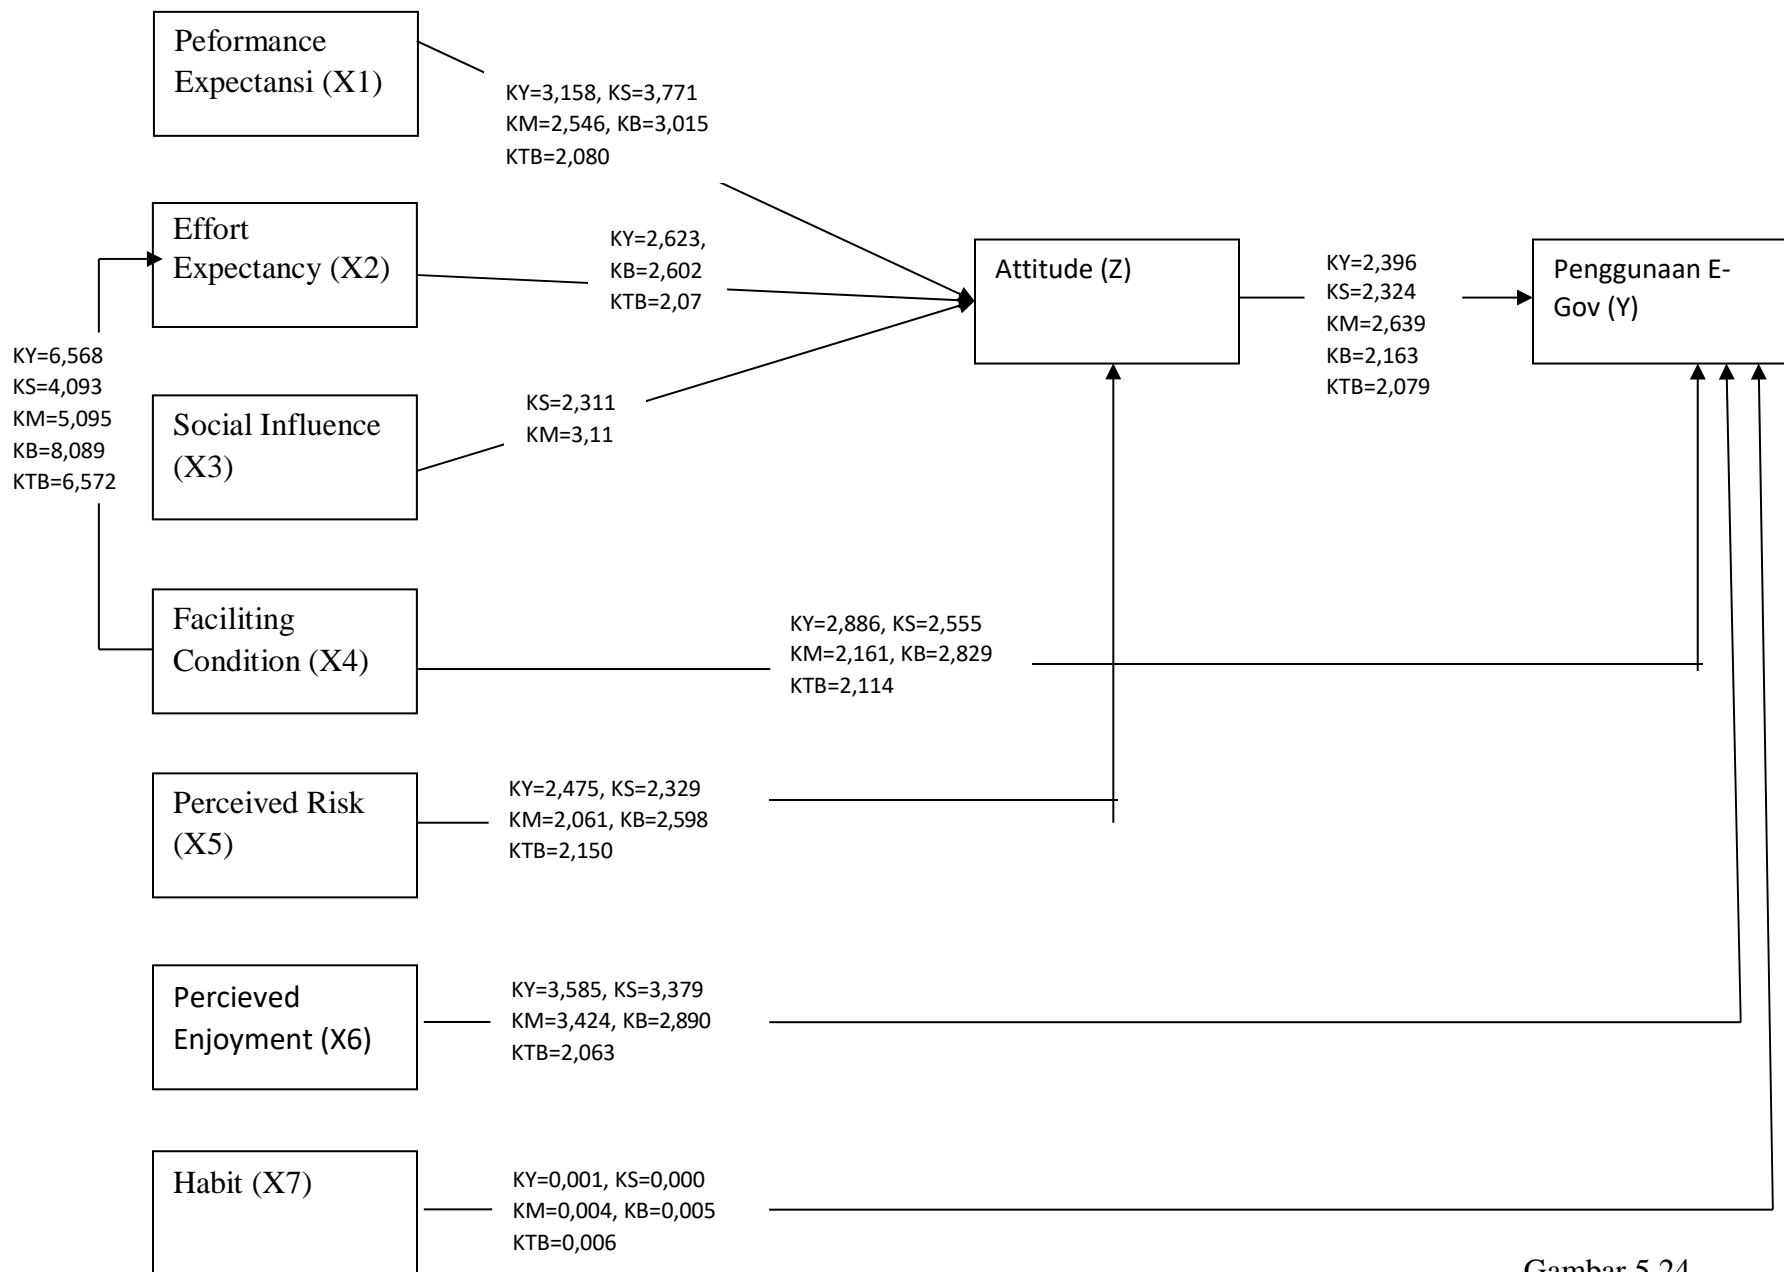 Peformance
Expectansi (X1)
KY=3,158, KS=3,771
KM=2,546, KB=3,015
KTB=2,080
Effort
Expectancy (X2)
KY=2,623,
KB=2,602
KTB=2,07
Attitude (Z)
KY=2,396
KS=2,324
KM=2,639
KB=2,163
KTB=2,079
Penggunaan E-
Gov (Y)
KY=6,568
KS=4,093
KM=5,095
KB=8,089
KTB=6,572
Social Influence
(X3)
KS=2,311
KM=3,11
Faciliting
Condition (X4)
KY=2,886, KS=2,555
KM=2,161, KB=2,829
KTB=2,114
Perceived Risk
(X5)
KY=2,475, KS=2,329
KM=2,061, KB=2,598
KTB=2,150
Percieved
Enjoyment (X6)
KY=3,585, KS=3,379
KM=3,424, KB=2,890
KTB=2,063
Habit (X7)
KY=0,001, KS=0,000
KM=0,004, KB=0,005
KTB=0,006
Gambar 5.24